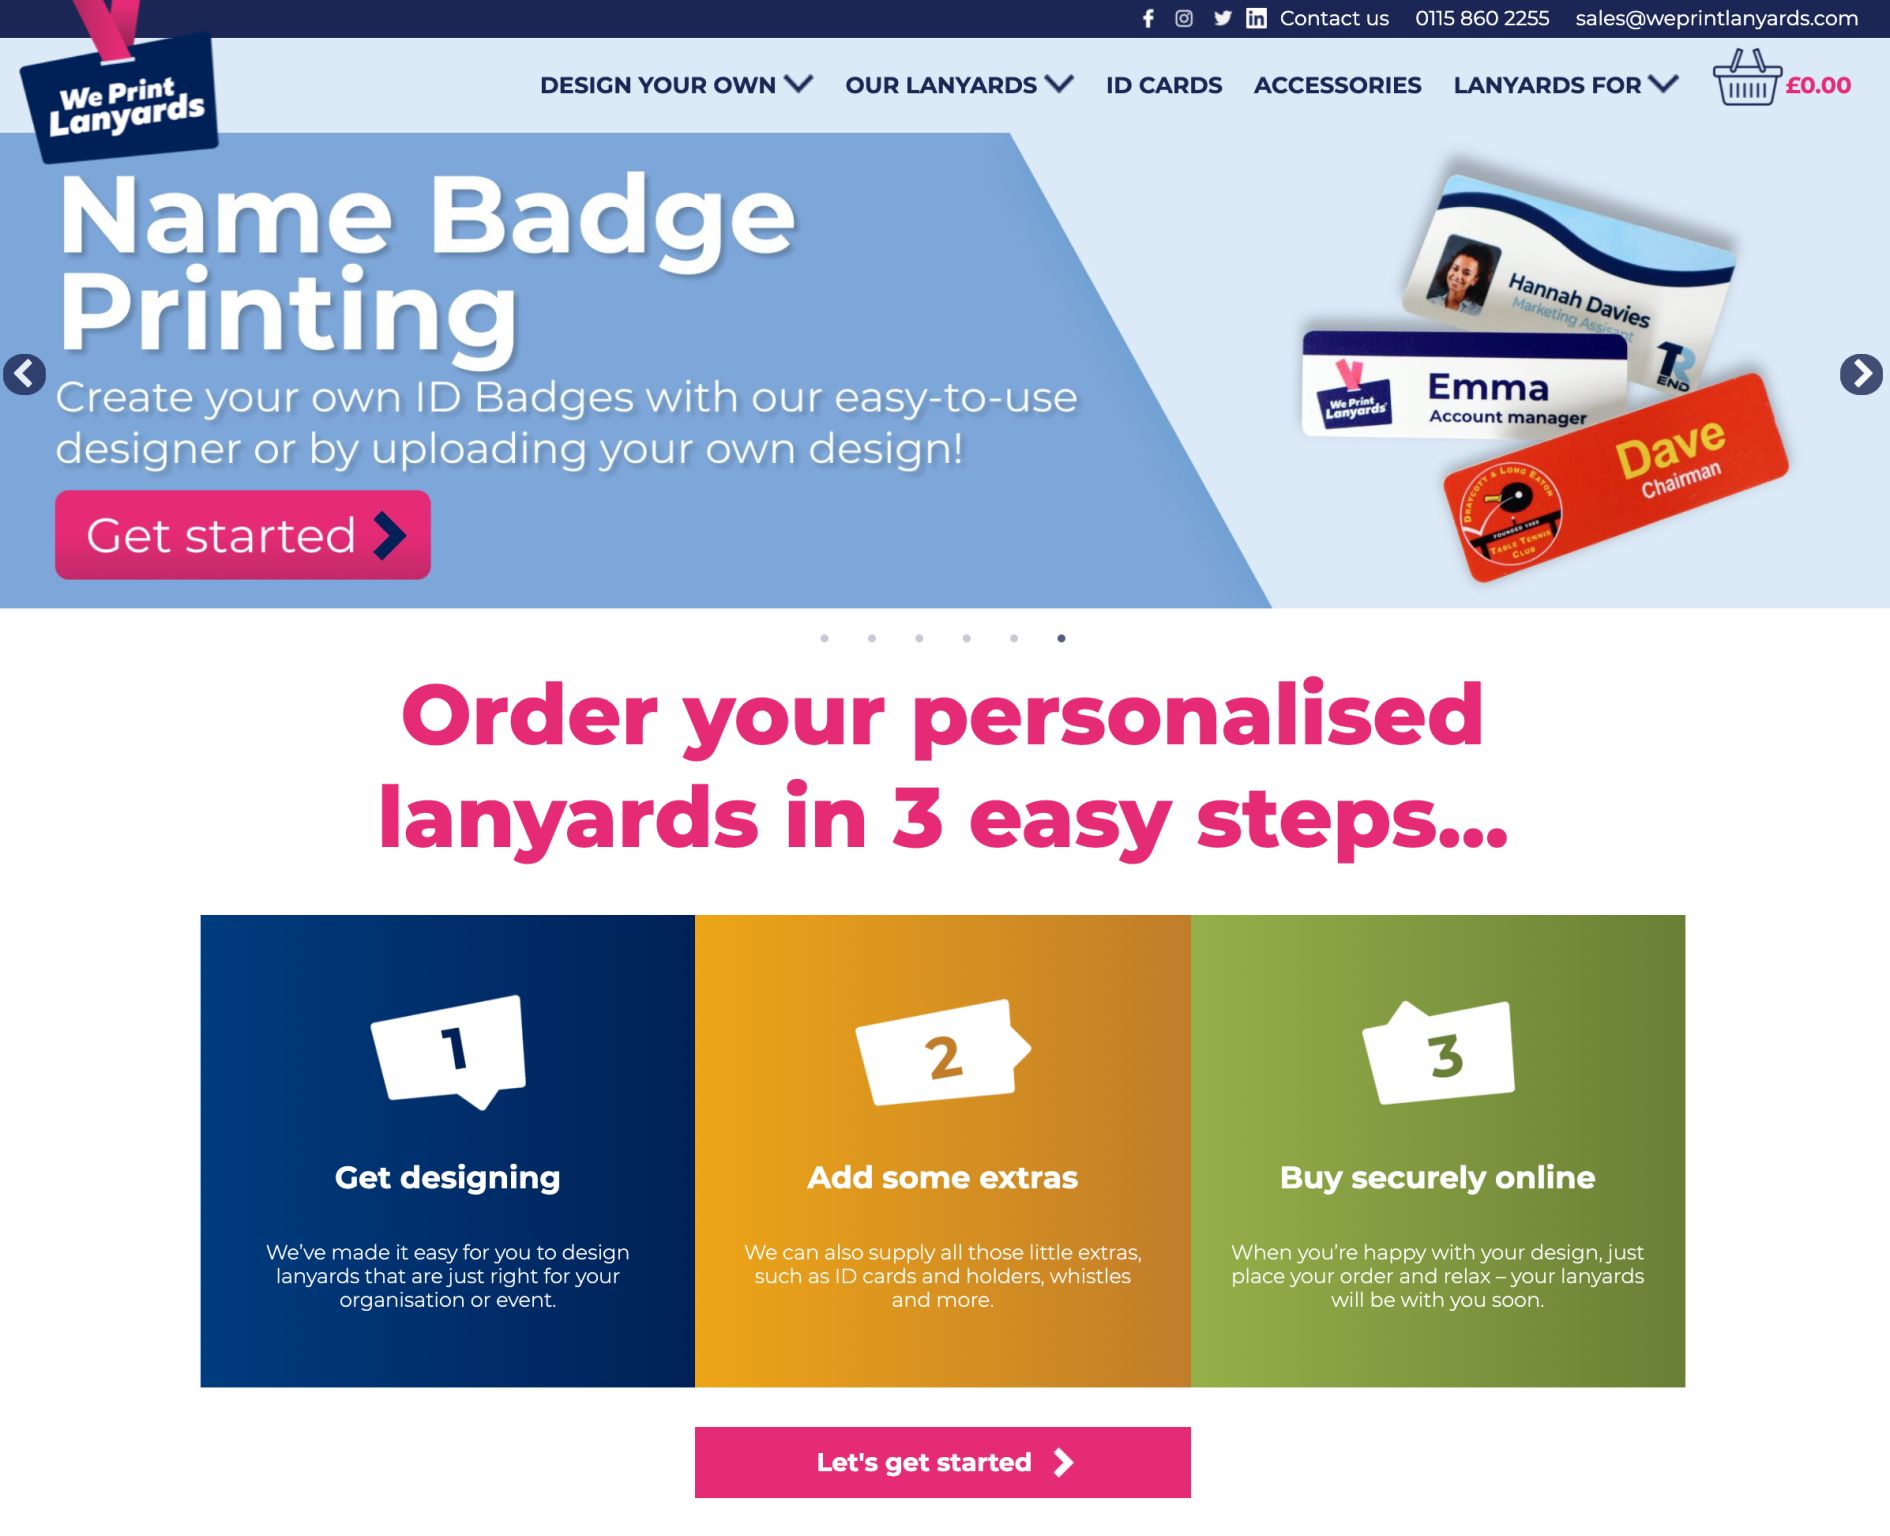 Contact us 0115 860 2255 sales@weprintlanyards.com
We Print
Lanyards
DESIGN YOUR OWN OUR LANYARDS ID CARDS ACCESSORIES LANYARDS FOR £0.00
Name Badge
Printing
Create your own ID Badges with our easy-to-use
designer or by uploading your own design!
Get started
Hannah Davies
Marketing Assisant
TR
END
We Print
Lanyards
Emma
Account manager
Dave
Chairman
DRAYCOTT & LONG EATON
FOUNDED 1989
TABLE TENNIS
CLUB
Order your personalised
lanyards in 3 easy steps...
1
Get designing
We've made it easy for you to design
lanyards that are just right for your
organisation or event.
2
Add some extras
We can also supply all those little extras,
such as ID cards and holders, whistles
and more.
3
Buy securely online
When you're happy with your design, just
place your order and relax – your lanyards
will be with you soon.
Let's get started